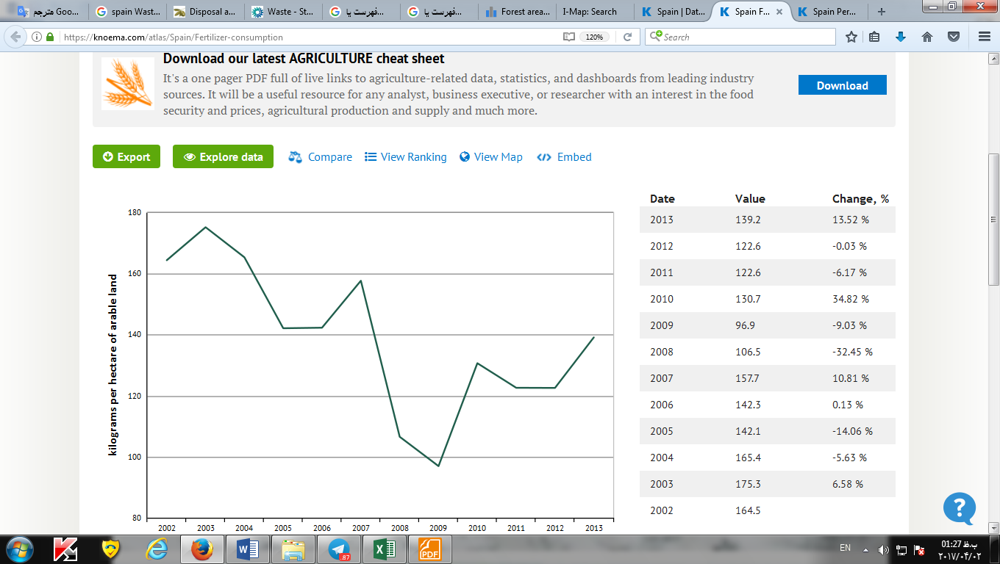 مترجم Goo...
spain Wast...
Disposal a...
Waste - St...
فهرست یا...
فهرست یا...
Forest area...
I-Map: Search
Spain | Dat...
Spain F...
Spain Per...
https://knoema.com/atlas/Spain/Fertilizer-consumption
120%
Search
Download our latest AGRICULTURE cheat sheet
It's a one pager PDF full of live links to agriculture-related data, statistics, and dashboards from leading industry
sources. It will be a useful resource for any analyst, business executive, or researcher with an interest in the food
security and prices, agricultural production and supply and much more.
Download
Export
Explore data
Compare
View Ranking
View Map
Embed
kilograms per hectare of arable land
180
160
140
120
100
80
2002 2003 2004 2005 2006 2007 2008 2009 2010 2011 2012 2013
Date Value Change, %
2013 139.2 13.52 %
2012 122.6 -0.03 %
2011 122.6 -6.17 %
2010 130.7 34.82 %
2009 96.9 -9.03 %
2008 106.5 -32.45 %
2007 157.7 10.81 %
2006 142.3 0.13 %
2005 142.1 -14.06 %
2004 165.4 -5.63 %
2003 175.3 6.58 %
2002 164.5
?
.87
PDF
EN
01:27 ب.ظ
۲۰۱۷/۰۴/۰۲